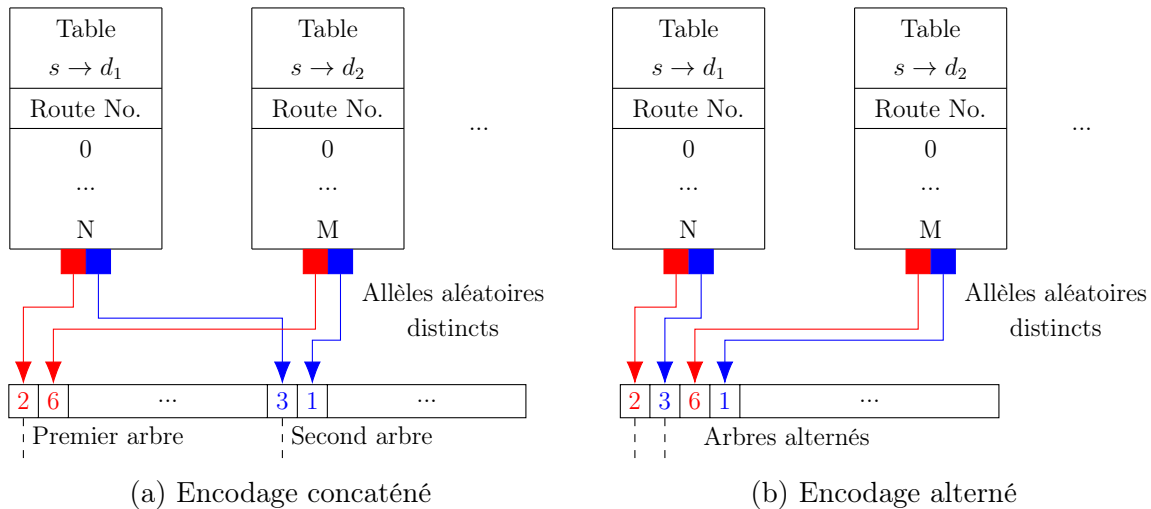 Table
s → d₁
Route No.
0
...
N
Table
s → d₂
Route No.
0
...
M
...
Allèles aléatoires
distincts
2 6 ... 3 1 ...
Premier arbre Second arbre
(a) Encodage concaténé
Table
s → d₁
Route No.
0
...
N
Table
s → d₂
Route No.
0
...
M
...
Allèles aléatoires
distincts
2 3 6 1 ...
Arbres alternés
(b) Encodage alterné